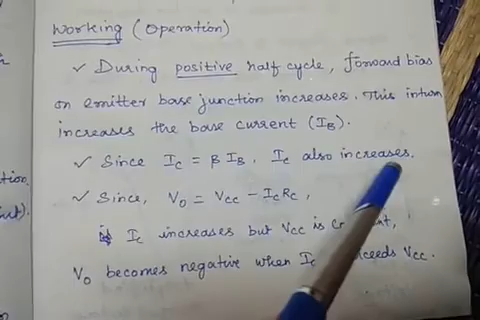 Working (Operation)
✓ During positive half cycle, forward bias
on emitter base junction increases. This inturn
increases the base current (IB).
✓ Since IC = β IB, IC also increases.
✓ Since, V0 = VCC - ICRC,
if IC increases but VCC is
V0 becomes negative when VCC.
tion.